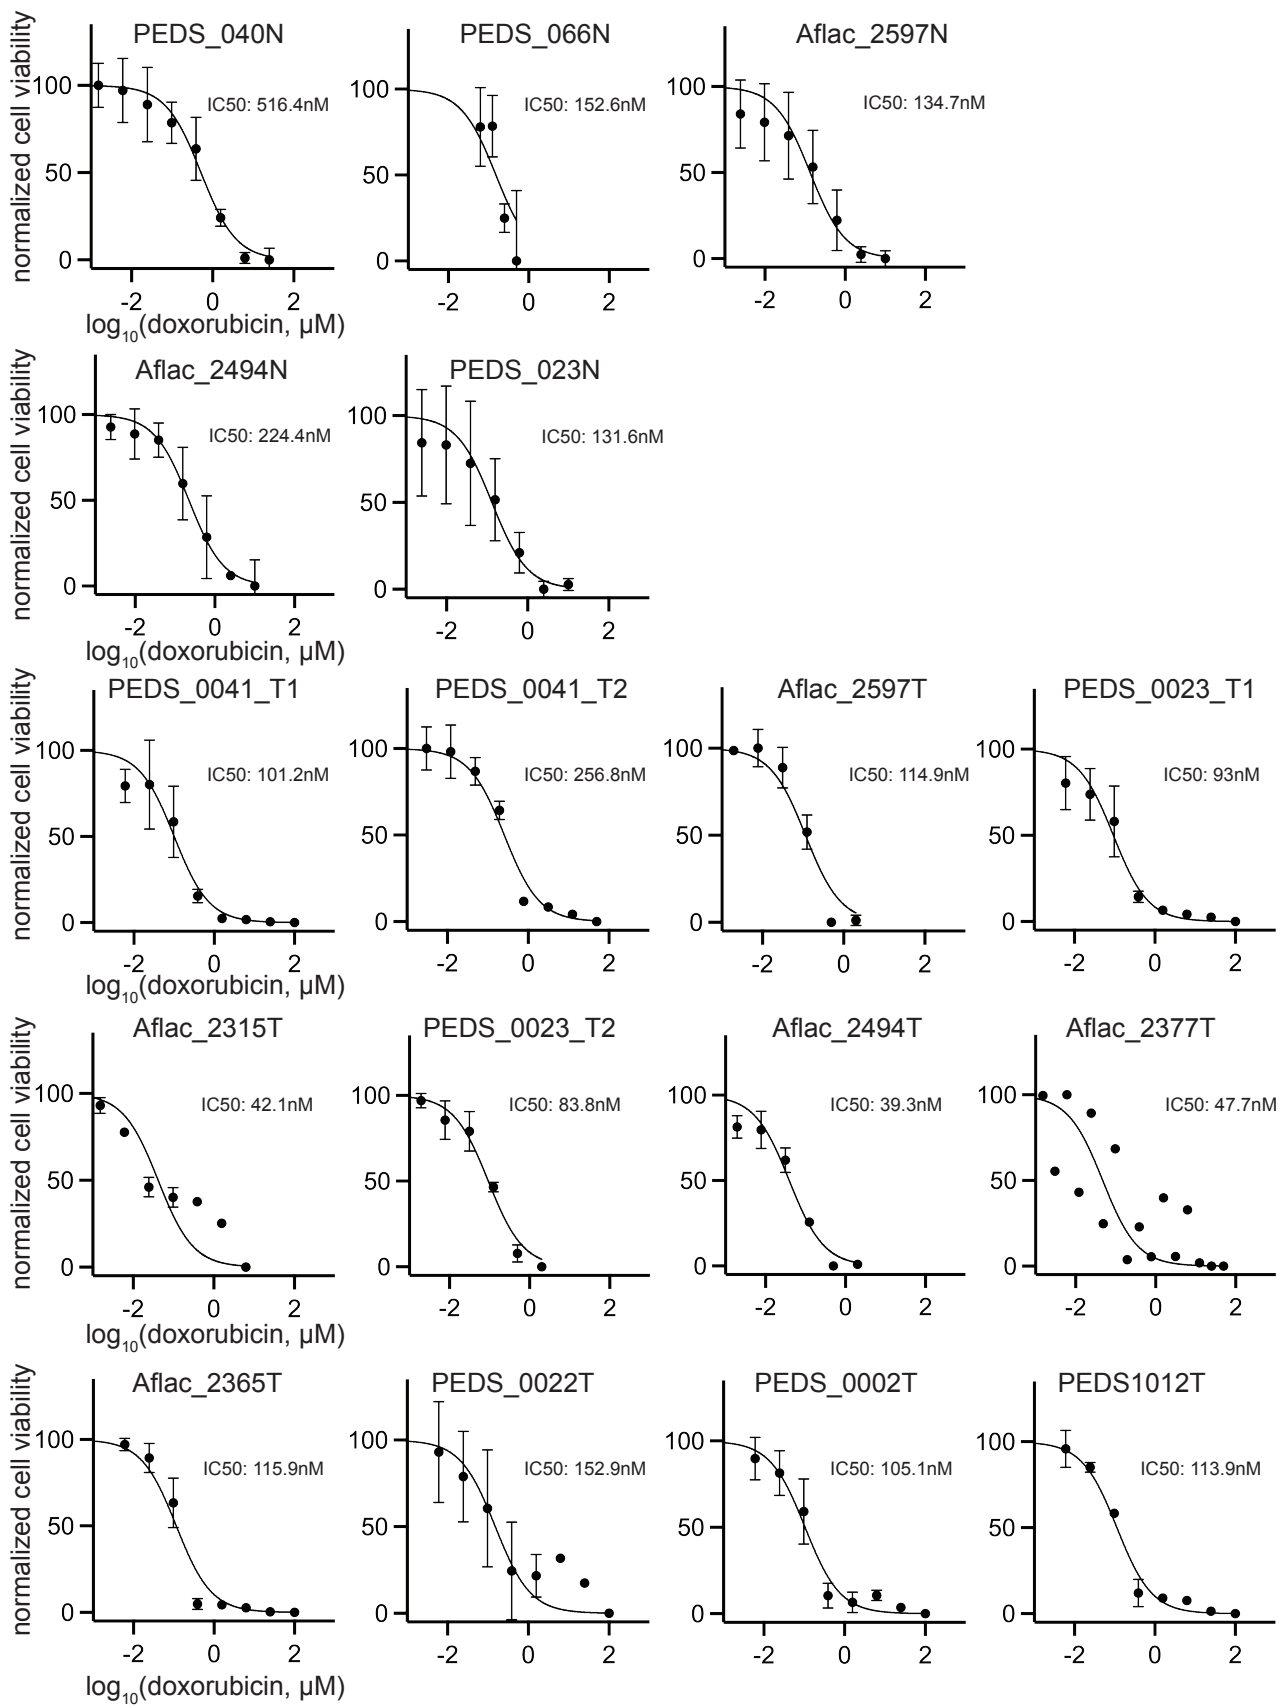 PEDS_040N
PEDS_066N
Aflac_2597N
normalized cell viability
100
50
0
IC50: 516.4nM
-2 0 2
log10(doxorubicin, µM)
100
50
0
IC50: 152.6nM
-2 0 2
100
50
0
IC50: 134.7nM
-2 0 2
Aflac_2494N
PEDS_023N
normalized cell viability
100
50
0
IC50: 224.4nM
-2 0 2
log10(doxorubicin, µM)
100
50
0
IC50: 131.6nM
-2 0 2
PEDS_0041_T1
PEDS_0041_T2
Aflac_2597T
PEDS_0023_T1
normalized cell viability
100
50
0
IC50: 101.2nM
-2 0 2
log10(doxorubicin, µM)
100
50
0
IC50: 256.8nM
-2 0 2
100
50
0
IC50: 114.9nM
-2 0 2
100
50
0
IC50: 93nM
-2 0 2
Aflac_2315T
PEDS_0023_T2
Aflac_2494T
Aflac_2377T
normalized cell viability
100
50
0
IC50: 42.1nM
-2 0 2
log10(doxorubicin, µM)
100
50
0
IC50: 83.8nM
-2 0 2
100
50
0
IC50: 39.3nM
-2 0 2
100
50
0
IC50: 47.7nM
-2 0 2
Aflac_2365T
PEDS_0022T
PEDS_0002T
PEDS1012T
normalized cell viability
100
50
0
IC50: 115.9nM
-2 0 2
log10(doxorubicin, µM)
100
50
0
IC50: 152.9nM
-2 0 2
100
50
0
IC50: 105.1nM
-2 0 2
100
50
0
IC50: 113.9nM
-2 0 2